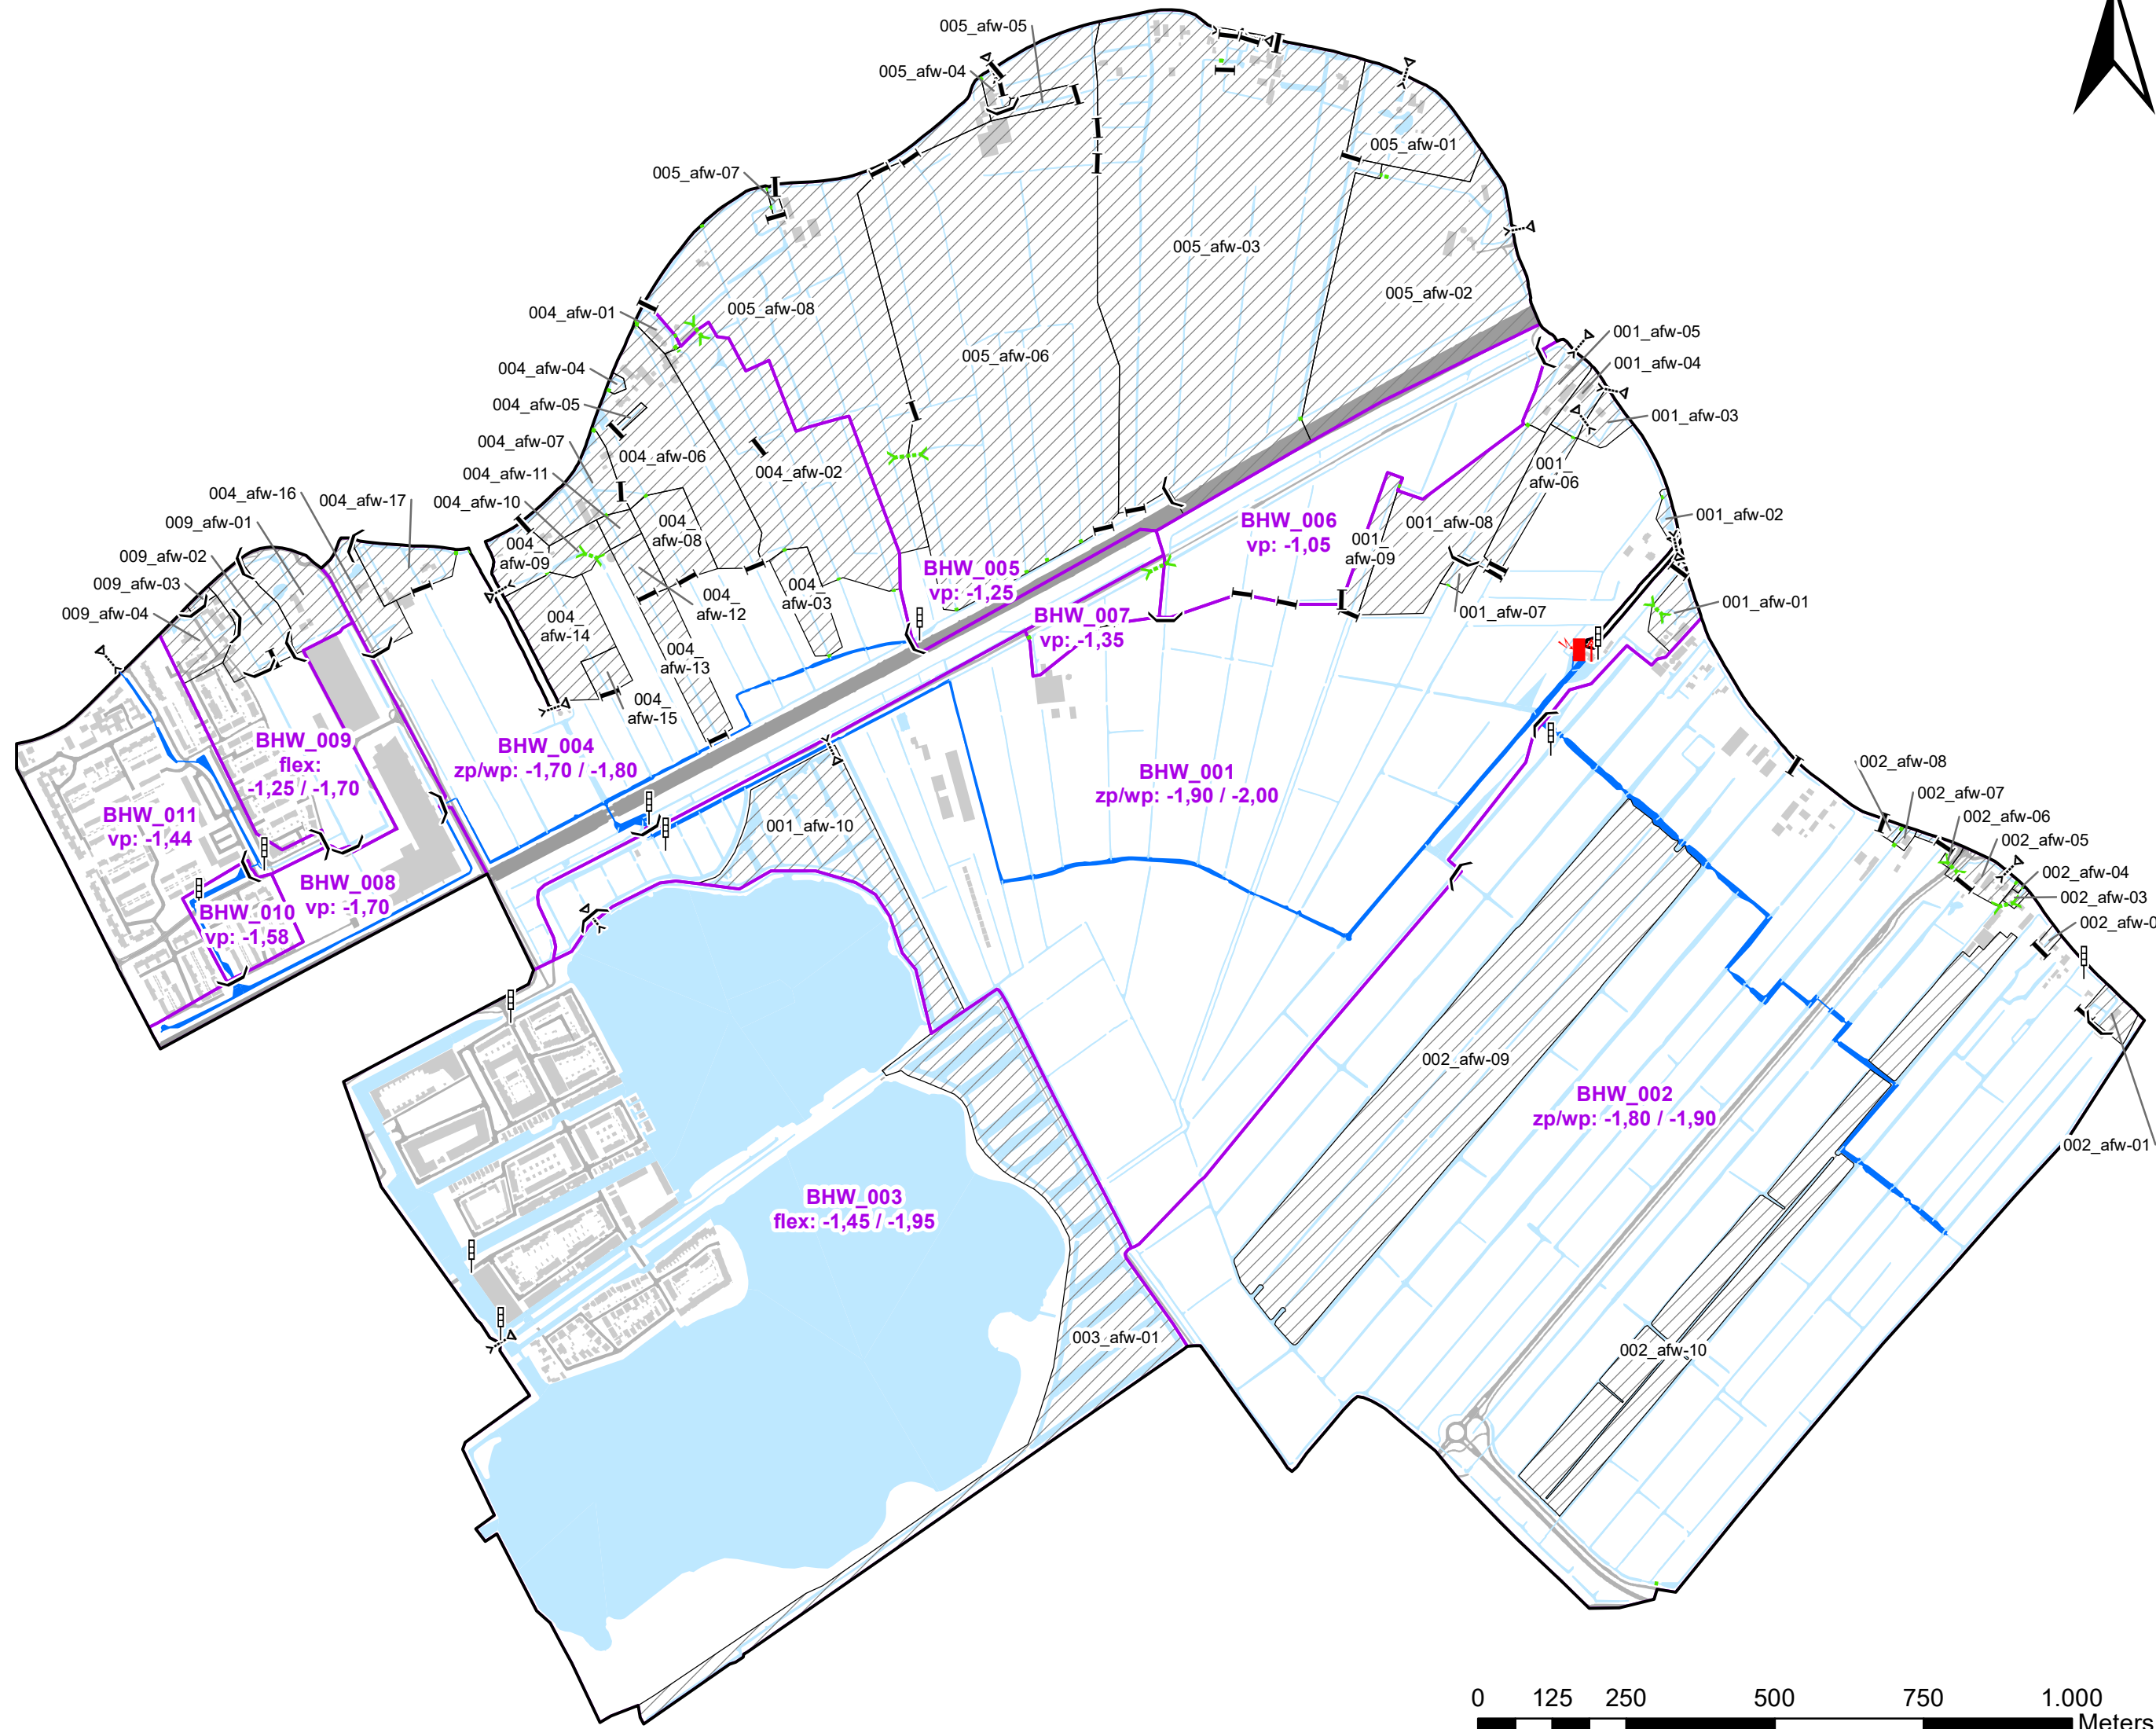 005_afw-05
005_afw-04
005_afw-01
005_afw-07
005_afw-03
005_afw-02
004_afw-01
005_afw-08
001_afw-05
005_afw-06
001_afw-04
004_afw-04
004_afw-05
001_afw-03
004_afw-07
004_afw-06
004_afw-02
004_afw-11
001_
afw-06
004_afw-16
004_afw-17
004_afw-10
009_afw-01
004_
afw-08
BHW_006
vp: -1,05
001_afw-08
001_afw-02
009_afw-02
004_
afw-09
001_
afw-09
009_afw-03
BHW_005
vp: -1,25
004_
afw-03
004_
afw-12
001_afw-07
001_afw-01
009_afw-04
004_
afw-14
BHW_007
vp: -1,35
004_
afw-13
004_
afw-15
BHW_009
flex:
-1,25 / -1,70
BHW_004
zp/wp: -1,70 / -1,80
BHW_001
zp/wp: -1,90 / -2,00
002_afw-08
002_afw-07
BHW_011
vp: -1,44
001_afw-10
002_afw-06
002_afw-05
002_afw-04
BHW_008
vp: -1,70
002_afw-03
BHW_010
vp: -1,58
002_afw-0
002_afw-09
BHW_002
zp/wp: -1,80 / -1,90
002_afw-01
BHW_003
flex: -1,45 / -1,95
003_afw-01
002_afw-10
0 125 250 500 750 1.000
Meters